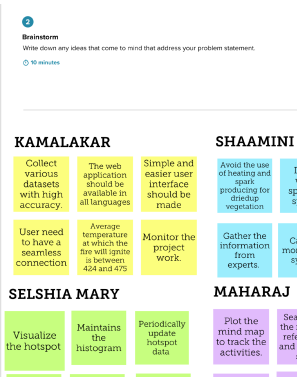 2
Brainstorm
Write down any ideas that come to mind that address your problem statement.
10 minutes
KAMALAKAR
SHAAMINI
Collect
various
datasets
with high
accuracy.
The web
application
should be
available in
all languages
Simple and
easier user
interface
should be
made
Avoid the use
of heating and
spark
producing for
driedup
vegetation
User need
to have a
seamless
connection
Average
temperature
at which the
fire will ignite
is between
424 and 475
Monitor the
project
work.
Gather the
information
from
experts.
SELSHIA MARY
MAHARAJ
Visualize
the hotspot
Maintains
the
histogram
Periodically
update
hotspot
data
Plot the
mind map
to track the
activities.